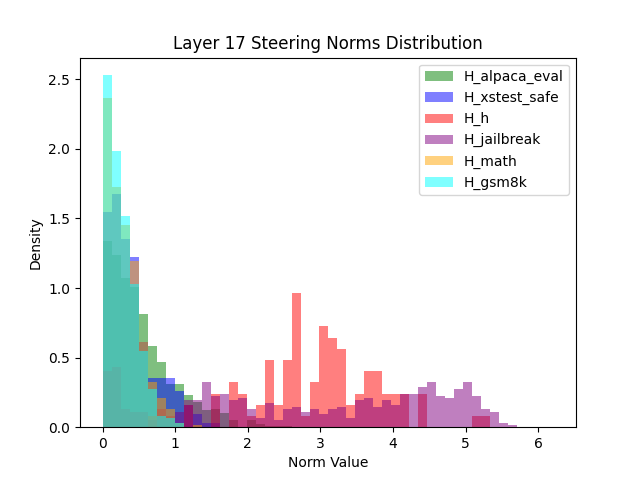 Layer 17 Steering Norms Distribution
H_alpaca_eval
H_xstest_safe
H_h
H_jailbreak
H_math
H_gsm8k
Density
2.5
2.0
1.5
1.0
0.5
0.0
0 1 2 3 4 5 6
Norm Value